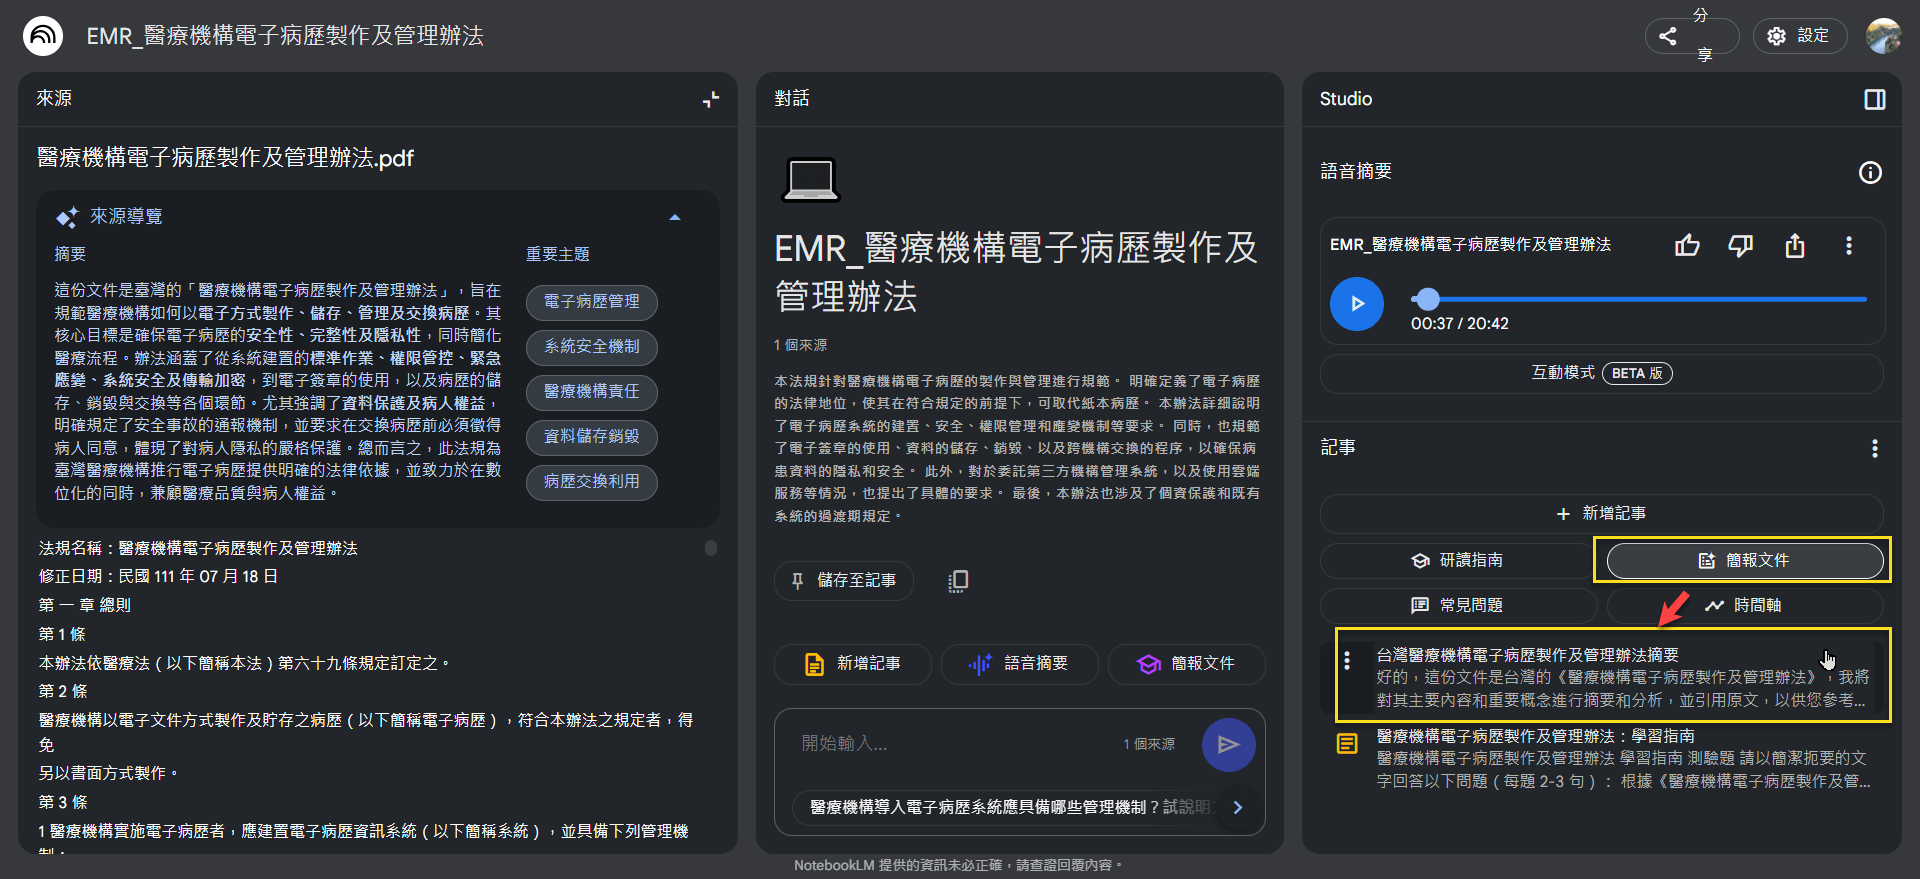 EMR_醫療機構電子病歷製作及管理辦法
分享
設定
來源
醫療機構電子病歷製作及管理辦法.pdf
來源導覽
摘要
這份文件是臺灣的「醫療機構電子病歷製作及管理辦法」，旨在
規範醫療機構如何以電子方式製作、儲存、管理及交換病歷。其
核心目標是確保電子病歷的安全性、完整性及隱私性，同時簡化
醫療流程。辦法涵蓋了從系統建置的標準作業、權限管控、緊急
應變、系統安全及傳輸加密，到電子簽章的使用，以及病歷的儲
存、銷毀與交換等各個環節。尤其強調了資料保護及病人權益，
明確規定了安全事故的通報機制，並要求在交換病歷前必須徵得
病人同意，體現了對病人隱私的嚴格保護。總而言之，此法規為
臺灣醫療機構推行電子病歷提供明確的法律依據，並致力於在數
位化的同時，兼顧醫療品質與病人權益。
重要主題
電子病歷管理
系統安全機制
醫療機構責任
資料儲存銷毀
病歷交換利用
法規名稱：醫療機構電子病歷製作及管理辦法
修正日期：民國 111 年 07 月 18 日
第 一 章 總則
第 1 條
本辦法依醫療法（以下簡稱本法）第六十九條規定訂定之。
第 2 條
醫療機構以電子文件方式製作及貯存之病歷（以下簡稱電子病歷），符合本辦法之規定者，得
免
另以書面方式製作。
第 3 條
1 醫療機構實施電子病歷者，應建置電子病歷資訊系統（以下簡稱系統），並具備下列管理機
制：
對話
EMR_醫療機構電子病歷製作及
管理辦法
1 個來源
本法規針對醫療機構電子病歷的製作與管理進行規範。 明確定義了電子病歷
的法律地位，使其在符合規定的前提下，可取代紙本病歷。 本辦法詳細說明
了電子病歷系統的建置、安全、權限管理和應變機制等要求。 同時，也規範
了電子簽章的使用、資料的儲存、銷毀、以及跨機構交換的程序，以確保病
患資料的隱私和安全。 此外，對於委託第三方機構管理系統，以及使用雲端
服務等情況，也提出了具體的要求。 最後，本辦法也涉及了個資保護和既有
系統的過渡期規定。
儲存至記事
新增記事
語音摘要
簡報文件
開始輸入...
1 個來源
醫療機構導入電子病歷系統應具備哪些管理機制？試說明
NotebookLM 提供的資訊未必正確，請查證回覆內容。
Studio
語音摘要
EMR_醫療機構電子病歷製作及管理辦法
00:37 / 20:42
互動模式 BETA 版
記事
新增記事
研讀指南
簡報文件
常見問題
時間軸
台灣醫療機構電子病歷製作及管理辦法摘要
好的，這份文件是台灣的《醫療機構電子病歷製作及管理辦法》，我將
對其主要內容和重要概念進行摘要和分析，並引用原文，以供您參考...
醫療機構電子病歷製作及管理辦法：學習指南
醫療機構電子病歷製作及管理辦法 學習指南 測驗題 請以簡潔扼要的文
字回答以下問題（每題 2-3 句）： 根據《醫療機構電子病歷製作及管...